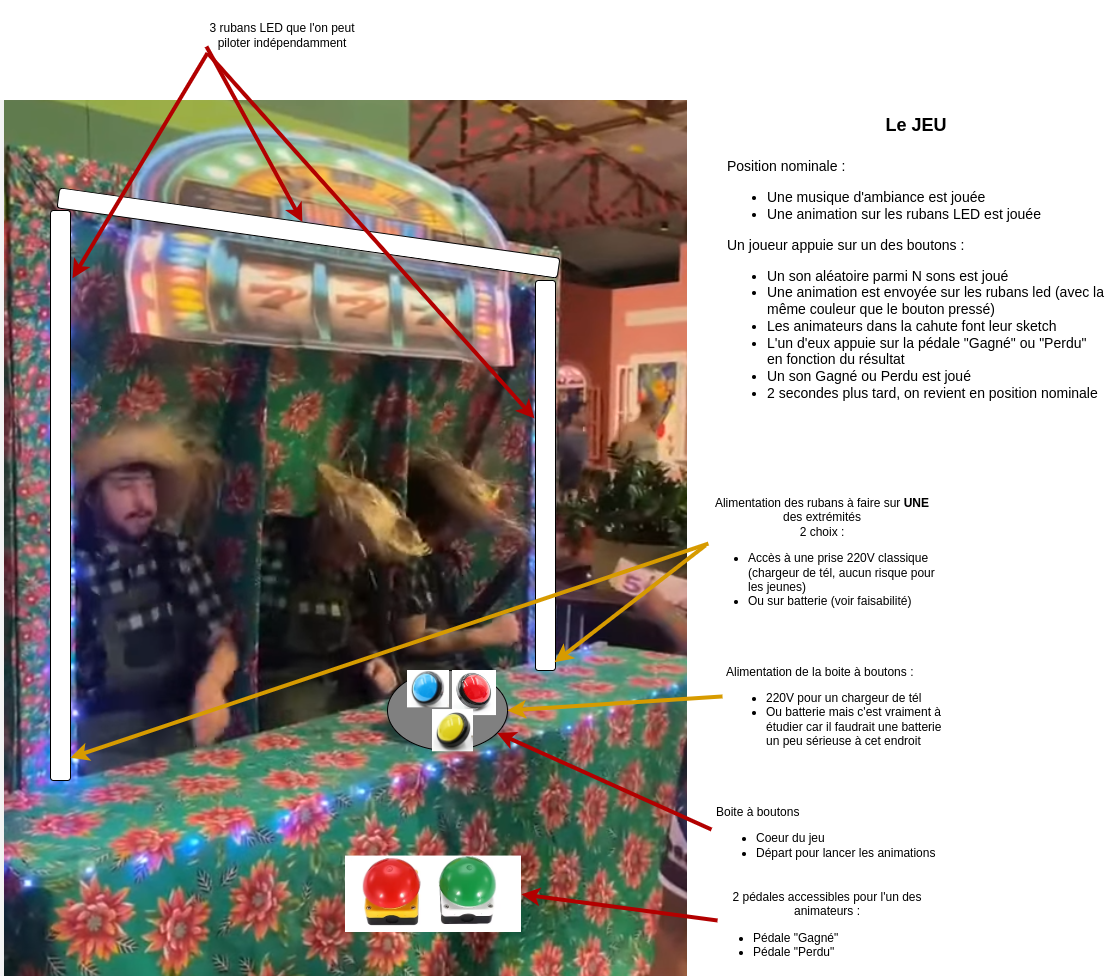 3 rubans LED que l'on peut
piloter indépendamment
Le JEU
Position nominale :
• Une musique d'ambiance est jouée
• Une animation sur les rubans LED est jouée
Un joueur appuie sur un des boutons :
• Un son aléatoire parmi N sons est joué
• Une animation est envoyée sur les rubans led (avec la
même couleur que le bouton pressé)
• Les animateurs dans la cahute font leur sketch
• L'un d'eux appuie sur la pédale "Gagné" ou "Perdu"
en fonction du résultat
• Un son Gagné ou Perdu est joué
• 2 secondes plus tard, on revient en position nominale
Alimentation des rubans à faire sur UNE
des extrémités
2 choix :
• Accès à une prise 220V classique
(chargeur de tél, aucun risque pour
les jeunes)
• Ou sur batterie (voir faisabilité)
Alimentation de la boite à boutons :
• 220V pour un chargeur de tél
• Ou batterie mais c'est vraiment à
étudier car il faudrait une batterie
un peu sérieuse à cet endroit
Boite à boutons
• Coeur du jeu
• Départ pour lancer les animations
2 pédales accessibles pour l'un des
animateurs :
• Pédale "Gagné"
• Pédale "Perdu"